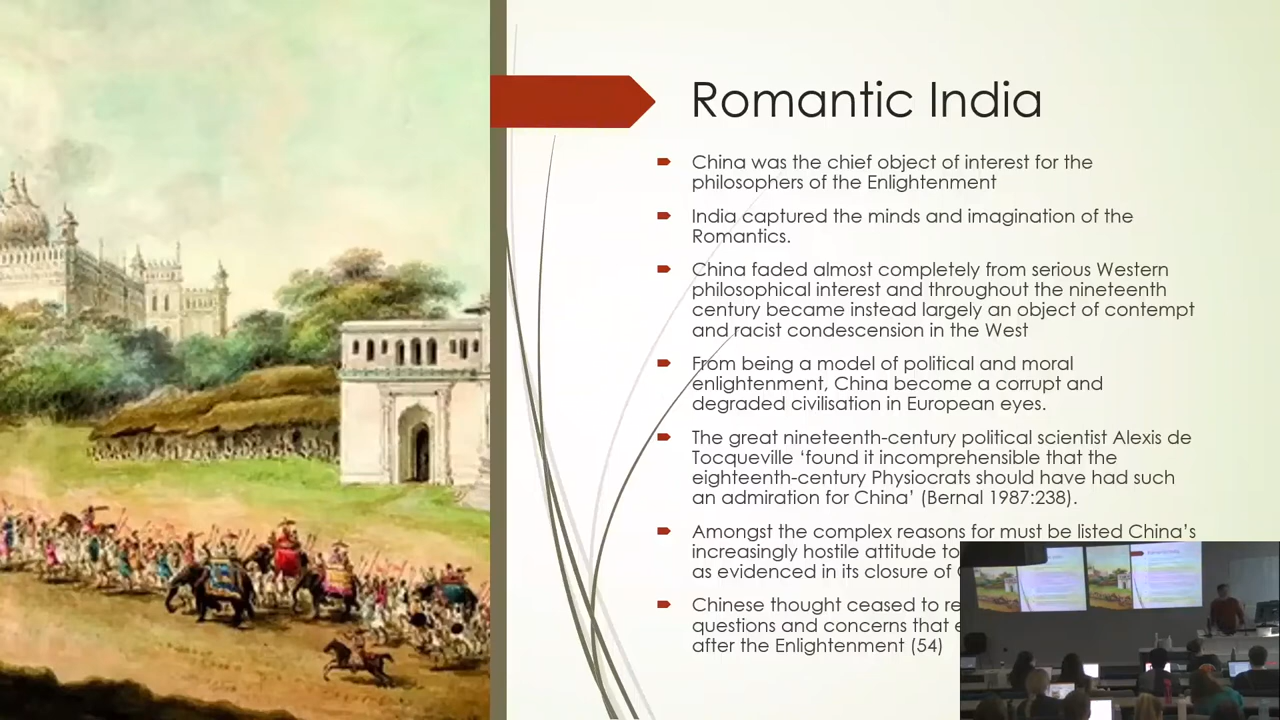 Romantic India
China was the chief object of interest for the
philosophers of the Enlightenment
India captured the minds and imagination of the
Romantics.
China faded almost completely from serious Western
philosophical interest and throughout the nineteenth
century became instead largely an object of contempt
and racist condescension in the West
From being a model of political and moral
enlightenment, China become a corrupt and
degraded civilisation in European eyes.
The great nineteenth-century political scientist Alexis de
Tocqueville ‘found it incomprehensible that the
eighteenth-century Physiocrats should have had such
an admiration for China’ (Bernal 1987:238).
Amongst the complex reasons for must be listed China’s
increasingly hostile attitude to
as evidenced in its closure of
Chinese thought ceased to
questions and concerns that
after the Enlightenment (54)